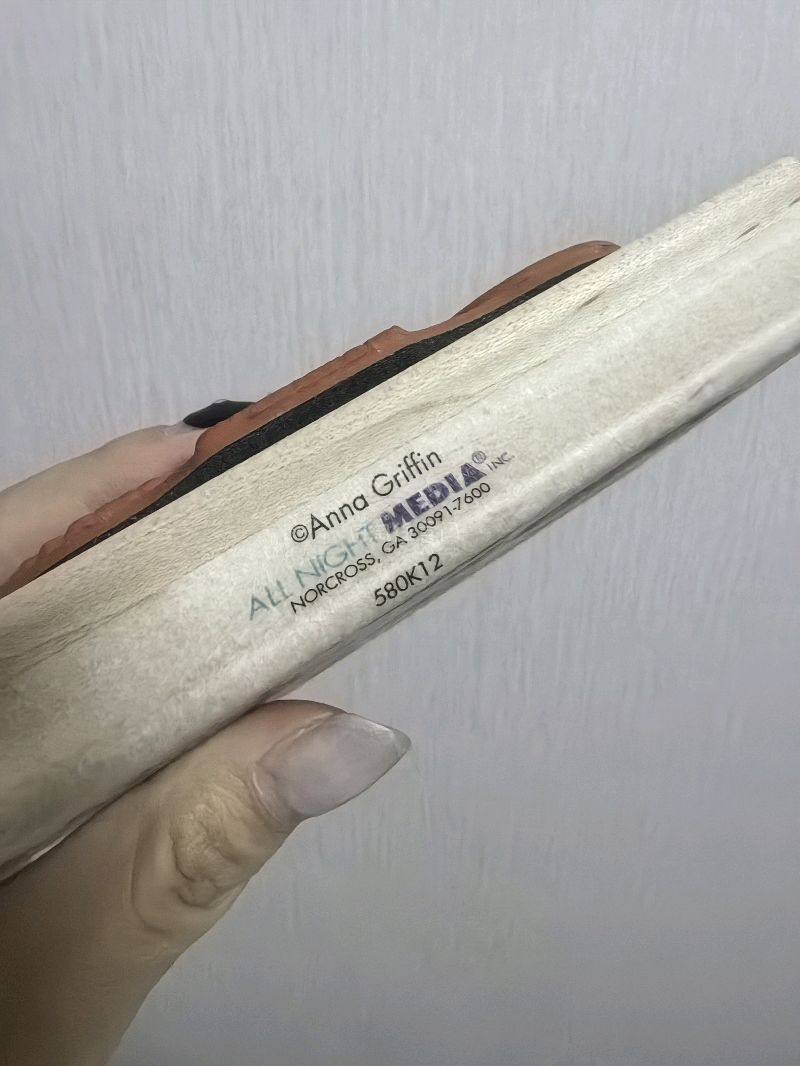 ©Anna Griffin
ALL NIGHT MEDIA® INC.
NORCROSS, GA 30091-7600
580K12